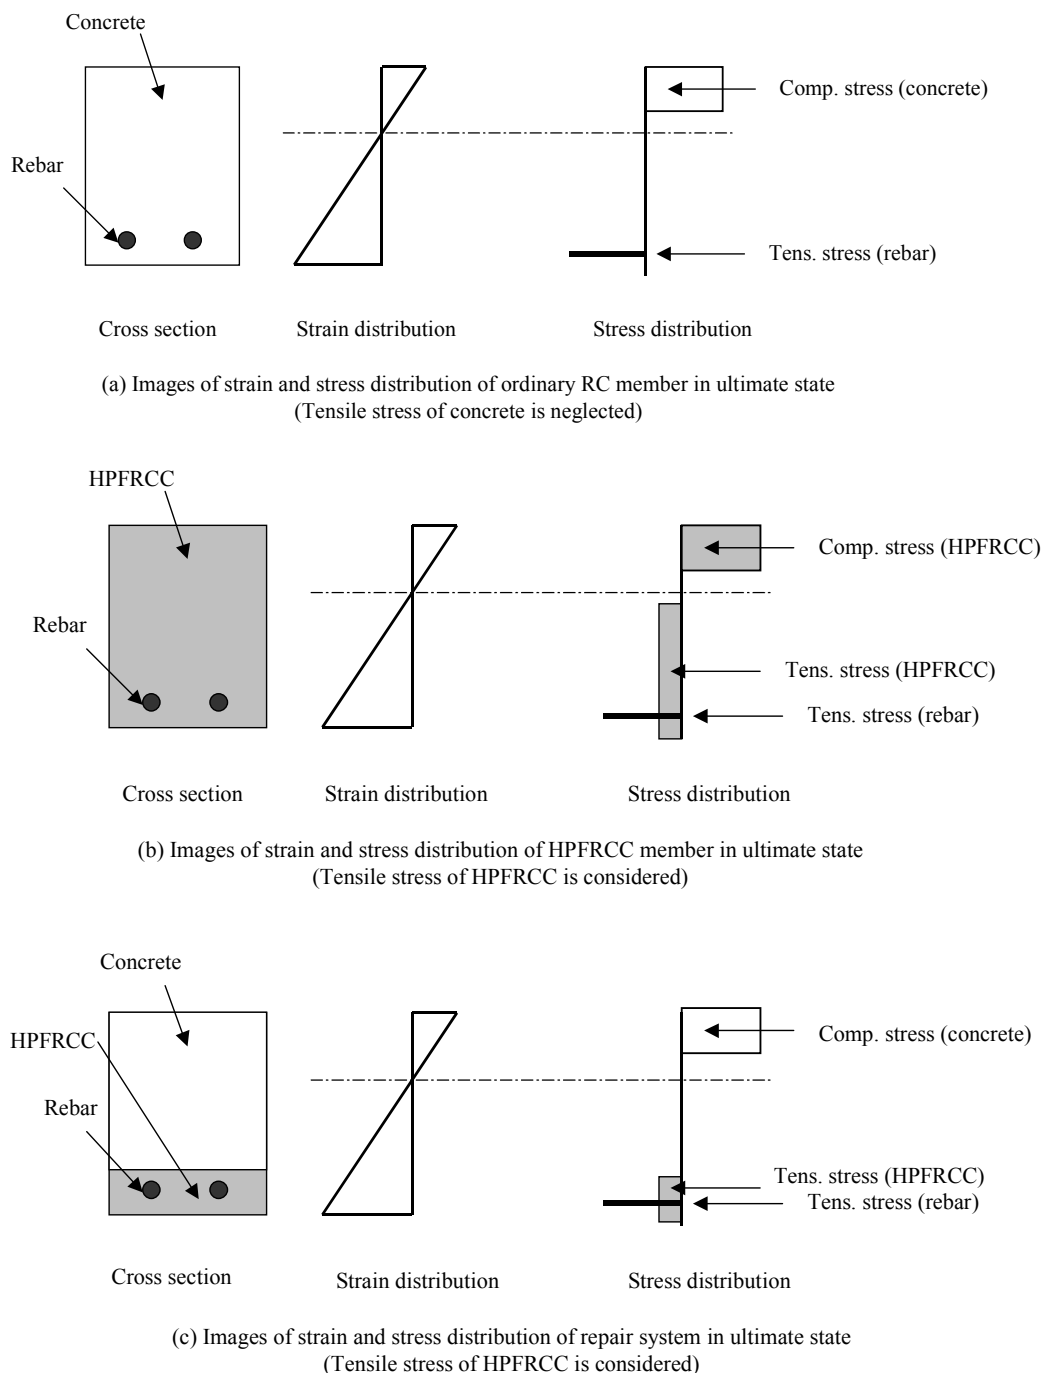 Concrete
Comp. stress (concrete)
Rebar
Tens. stress (rebar)
Cross section
Strain distribution
Stress distribution
(a) Images of strain and stress distribution of ordinary RC member in ultimate state
(Tensile stress of concrete is neglected)
HPFRCC
Comp. stress (HPFRCC)
Rebar
Tens. stress (HPFRCC)
Tens. stress (rebar)
Cross section
Strain distribution
Stress distribution
(b) Images of strain and stress distribution of HPFRCC member in ultimate state
(Tensile stress of HPFRCC is considered)
Concrete
HPFRCC
Comp. stress (concrete)
Rebar
Tens. stress (HPFRCC)
Tens. stress (rebar)
Cross section
Strain distribution
Stress distribution
(c) Images of strain and stress distribution of repair system in ultimate state
(Tensile stress of HPFRCC is considered)